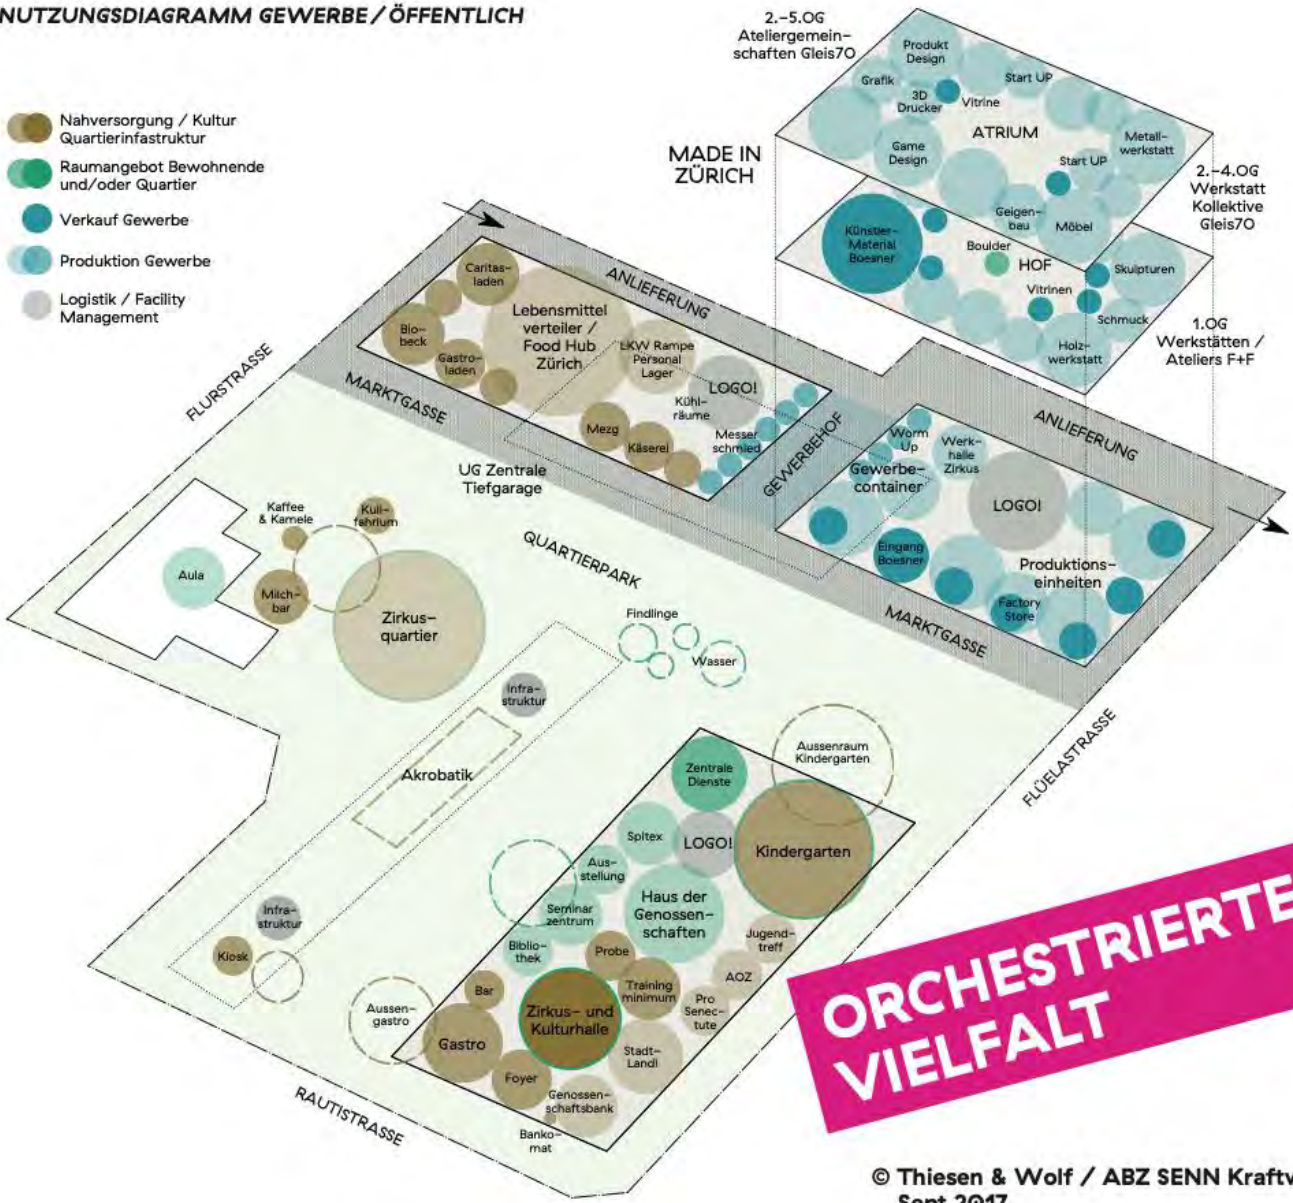 NUTZUNGSDIAGRAMM GEWERBE / ÖFFENTLICH
Nahversorgung / Kultur
Quartierinfastruktur
Raumangebot Bewohnende
und/oder Quartier
Verkauf Gewerbe
Produktion Gewerbe
Logistik / Facility
Management
2.–5.OG
Ateliergemein-
schaften Gleis70
Produkt
Design
Grafik
Start UP
3D
Drucker
Vitrine
ATRIUM
Metall-
werkstatt
Game
Design
Start UP
MADE IN
ZÜRICH
2.–4.OG
Werkstatt
Kollektive
Gleis70
Geigen-
bau
Möbel
Künstler-
Material
Boesner
Boulder
HOF
Skulpturen
Vitrinen
Schmuck
Holz-
werkstatt
1.OG
Werkstätten /
Ateliers F+F
ANLIEFERUNG
Caritas-
laden
Lebensmittel
verteiler /
Food Hub
Zürich
Bio-
beck
Gastro-
laden
LKW Rampe
Personal
Lager
LOGO!
Kühl-
räume
Mezg
Käserei
Messer
schmied
FLURSTRASSE
MARKTGASSE
GEWERBEHOF
ANLIEFERUNG
Worm
Up
Werk-
halle
Zirkus
Gewerbe-
container
LOGO!
Eingang
Boesner
Produktions-
einheiten
Factory
Store
MARKTGASSE
UG Zentrale
Tiefgarage
QUARTIERPARK
Kaffee
& Kamele
Kuli-
fahrium
Aula
Milch-
bar
Zirkus-
quartier
Findlinge
Wasser
Infra-
struktur
Akrobatik
Aussenraum
Kindergarten
FLÜELASTRASSE
Zentrale
Dienste
Spitex
LOGO!
Kindergarten
Aus-
stellung
Haus der
Genossen-
schaften
Seminar
zentrum
Infra-
struktur
Kiosk
Biblio-
thek
Probe
Jugend-
treff
Bar
Training
minimum
AOZ
Aussen-
gastro
Zirkus- und
Kulturhalle
Pro
Senec-
tute
Gastro
Stadt-
Landi
Foyer
Genossen-
schaftsbank
Banko-
mat
RAUTISTRASSE
ORCHESTRIERTE
VIELFALT
© Thiesen & Wolf / ABZ SENN Kraftw
Sept 2017